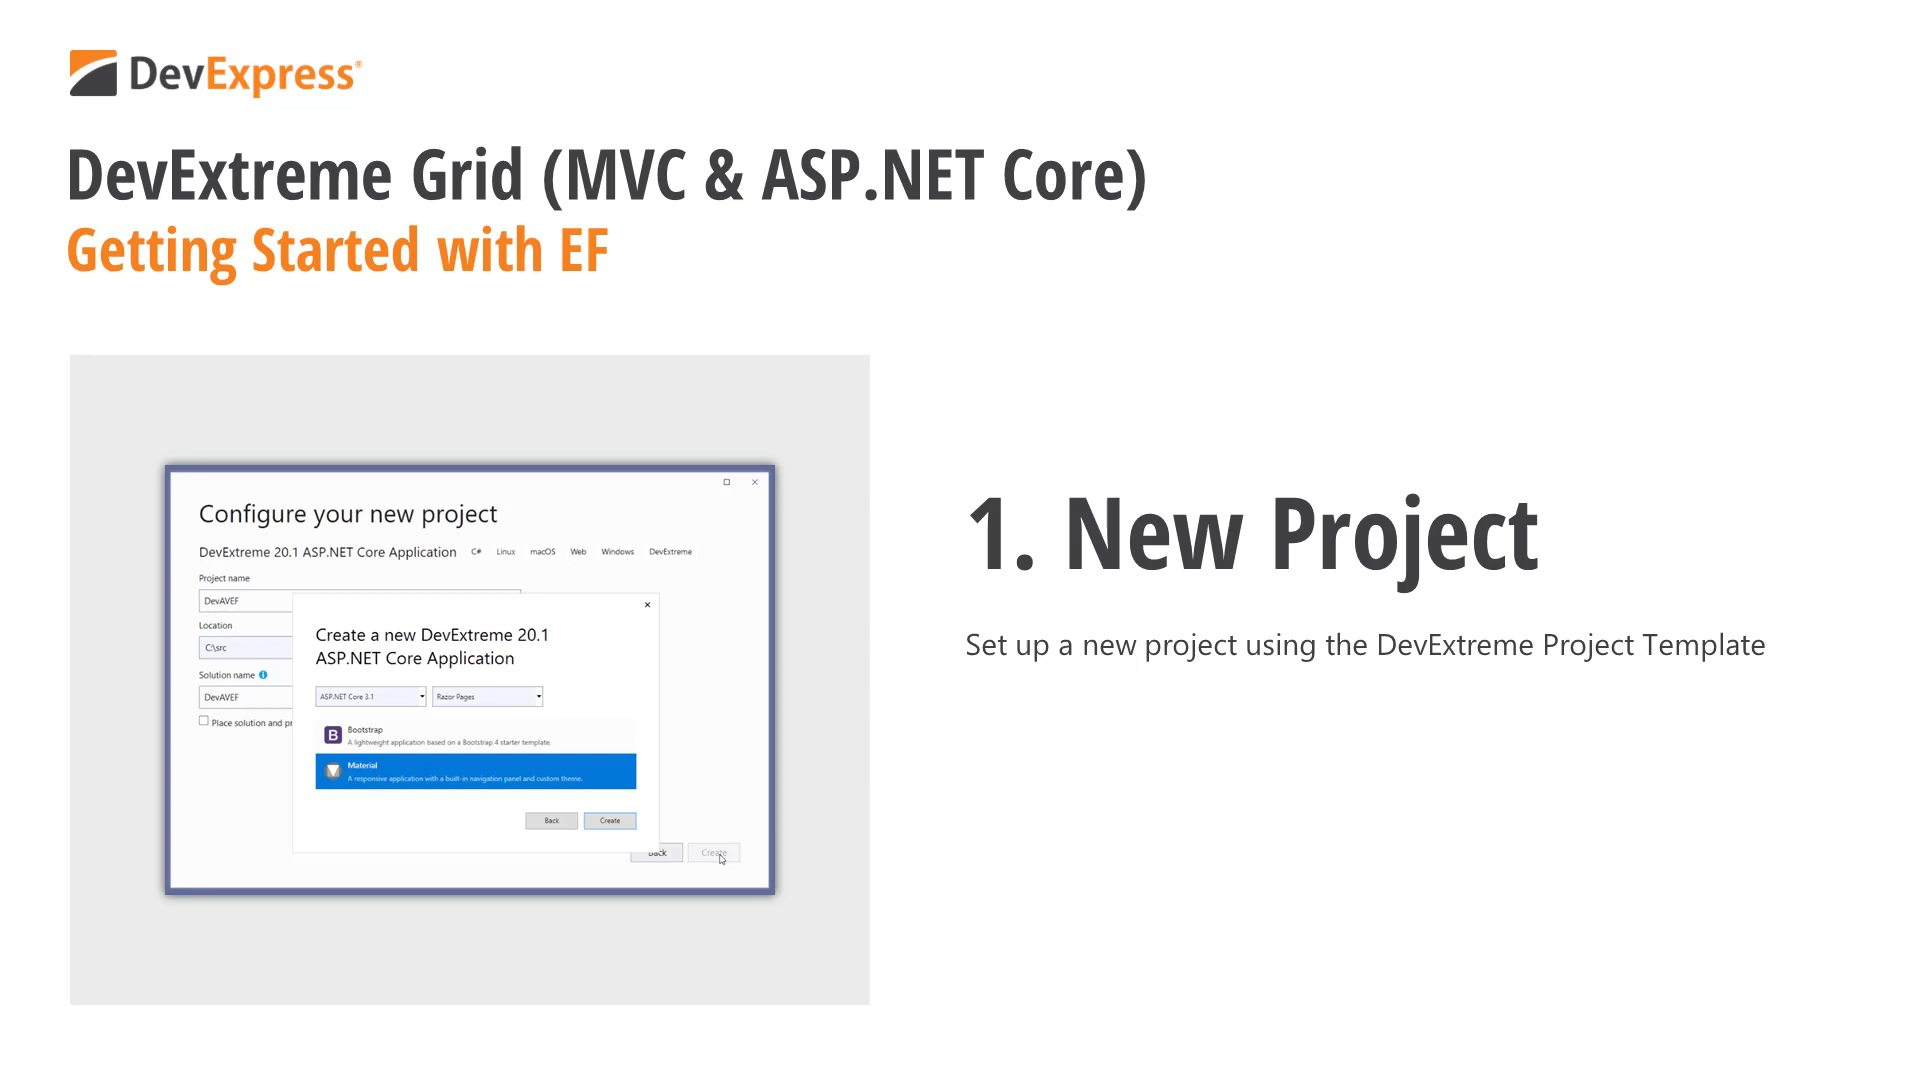 DevExpress®
DevExtreme Grid (MVC & ASP.NET Core)
Getting Started with EF
Configure your new project
DevExtreme 20.1 ASP.NET Core Application C# Linux macOS Web Windows DevExtreme
Project name
DevAVEF
Location
C:\src
Solution name
DevAVEF
Place solution and pr
Create a new DevExtreme 20.1
ASP.NET Core Application
ASP.NET Core 3.1 Razor Pages
B Bootstrap
A lightweight application based on a Bootstrap 4 starter template.
Material
A responsive application with a built-in navigation panel and custom theme.
Back Create
Back Create
1. New Project
Set up a new project using the DevExtreme Project Template